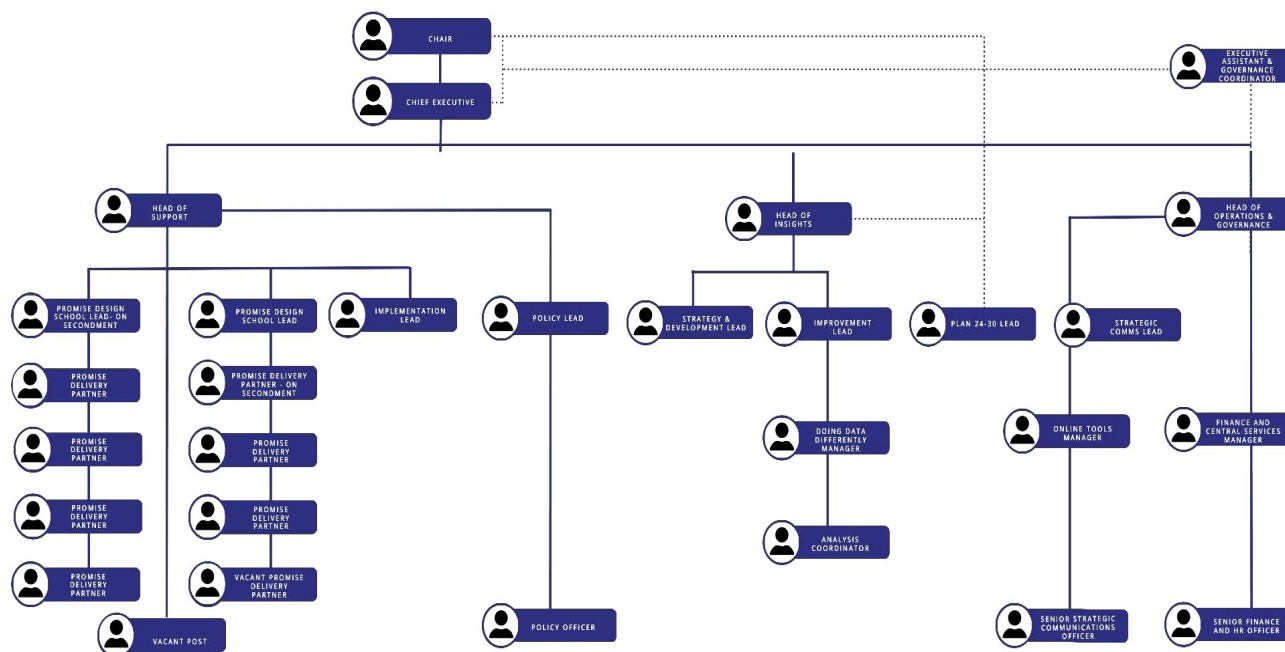 CHAIR
EXECUTIVE
ASSISTANT &
GOVERNANCE
COORDINATOR
CHIEF EXECUTIVE
HEAD OF
SUPPORT
HEAD OF
INSIGHTS
HEAD OF
OPERATIONS &
GOVERNANCE
PROMISE DESIGN
SCHOOL LEAD- ON
SECONDMENT
PROMISE DESIGN
SCHOOL LEAD
IMPLEMENTATION
LEAD
POLICY LEAD
STRATEGY &
DEVELOPMENT LEAD
IMPROVEMENT
LEAD
PLAN 24-30 LEAD
STRATEGIC
COMMS LEAD
PROMISE
DELIVERY
PARTNER
PROMISE DELIVERY
PARTNER - ON
SECONDMENT
PROMISE
DELIVERY
PARTNER
PROMISE
DELIVERY
PARTNER
DOING DATA
DIFFERENTLY
MANAGER
ONLINE TOOLS
MANAGER
FINANCE AND
CENTRAL SERVICES
MANAGER
PROMISE
DELIVERY
PARTNER
PROMISE
DELIVERY
PARTNER
ANALYSIS
COORDINATOR
PROMISE
DELIVERY
PARTNER
VACANT PROMISE
DELIVERY
PARTNER
VACANT POST
POLICY OFFICER
SENIOR STRATEGIC
COMMUNICATIONS
OFFICER
SENIOR FINANCE
AND HR OFFICER